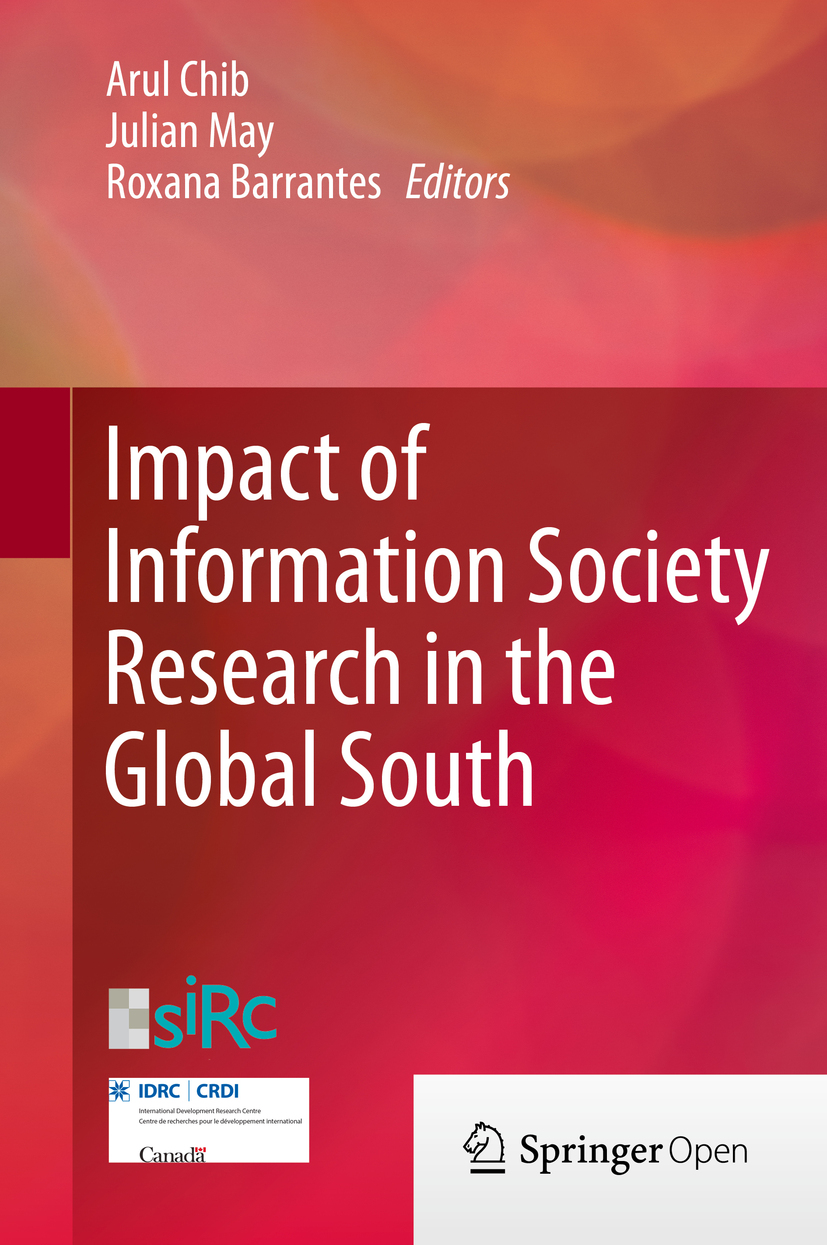 Arul Chib
Julian May
Roxana Barrantes Editors
Impact of
Information Society
Research in the
Global South
siRc
IDRC | CRDI
International Development Research Centre
Centre de recherches pour le développement international
Canada
Springer Open